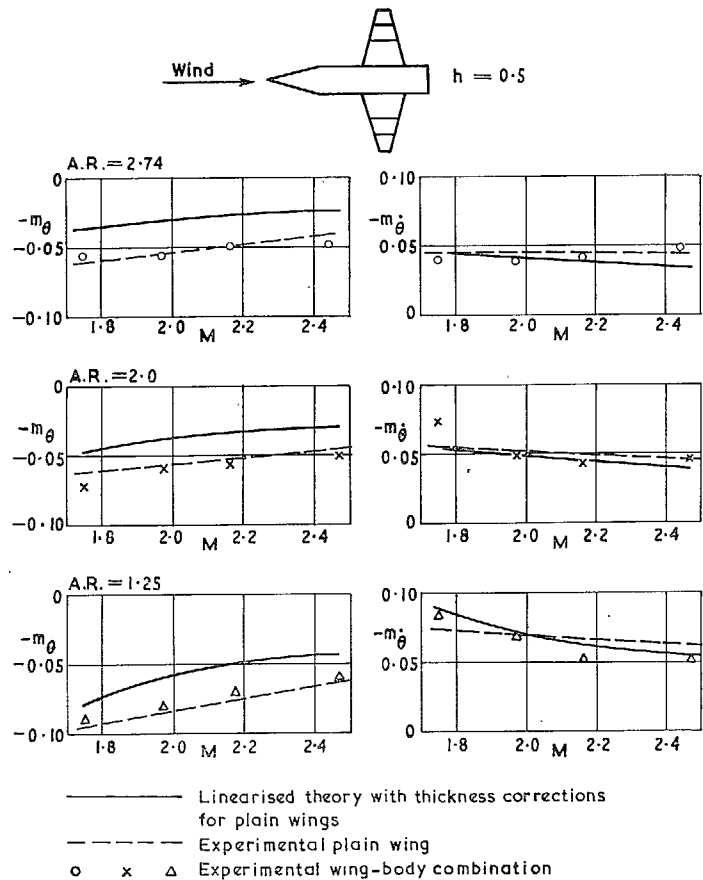 Wind
h = 0·5
A.R.= 2·74
0
-mθ
-0·05
-0·10
1·8
2·0
2·2
2·4
M
0·10
-mθ̇
0·05
0
1·8
2·0
2·2
2·4
M
A.R.= 2·0
0
-mθ
-0·05
-0·10
1·8
2·0
2·2
2·4
M
0·10
-mθ̇
0·05
0
1·8
2·0
2·2
2·4
M
A.R.= 1·25
0
-mθ
-0·05
-0·10
1·8
2·0
2·2
2·4
M
0·10
-mθ̇
0·05
0
1·8
2·0
2·2
2·4
M
Linearised theory with thickness corrections
for plain wings
Experimental plain wing
o x △ Experimental wing-body combination